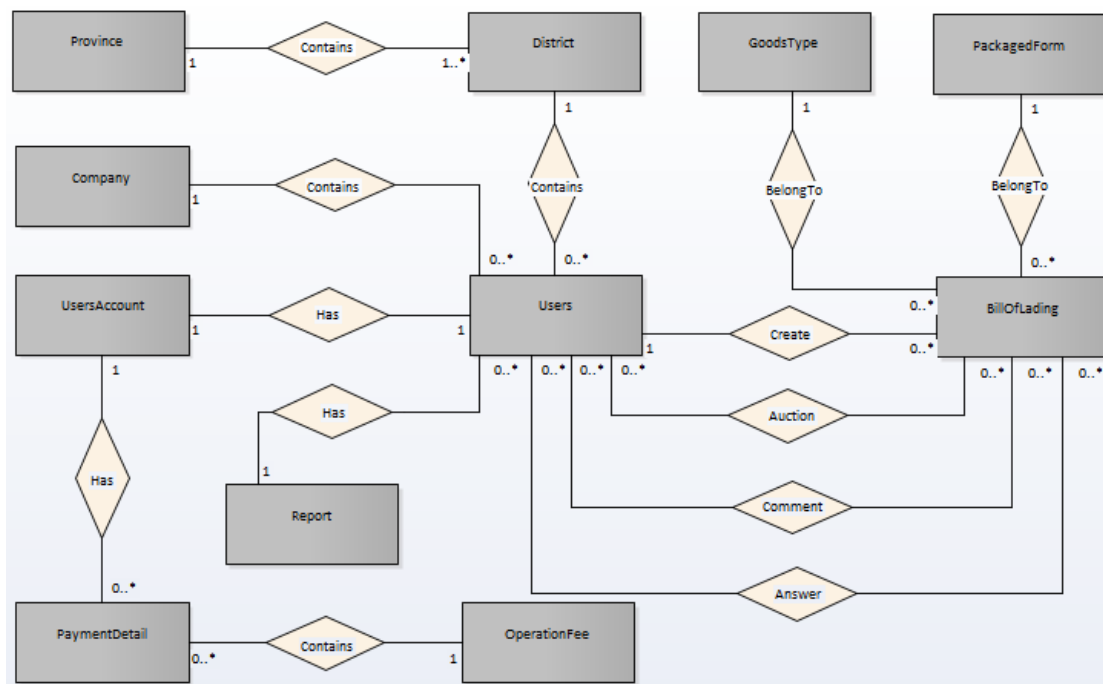 Province
Contains
District
GoodsType
PackagedForm
1
1..*
1
1
1
Company
Contains
Contains
BelongTo
BelongTo
1
0..*
0..*
0..*
UsersAccount
Has
Users
0..*
BillOfLading
1
1
1
Create
0..*
1
0..*
0..*
0..*
0..*
0..*
0..*
0..*
Has
Auction
Has
1
Report
Comment
0..*
Answer
PaymentDetail
Contains
OperationFee
0..*
1